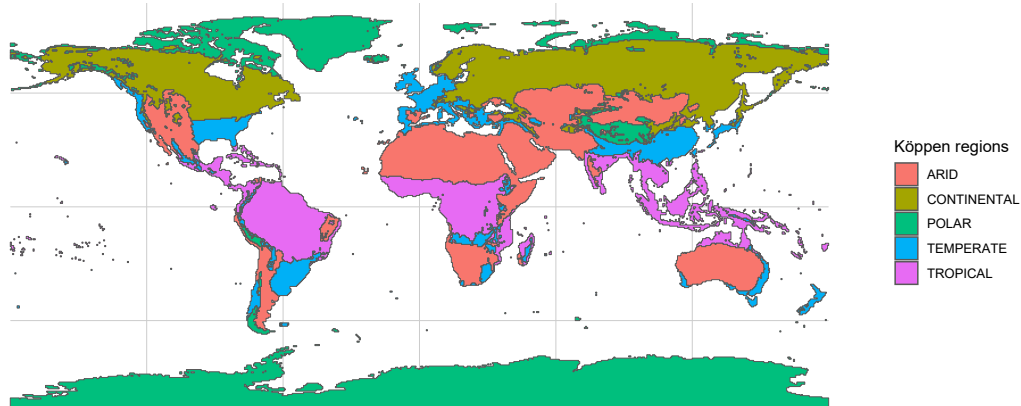 Köppen regions
ARID
CONTINENTAL
POLAR
TEMPERATE
TROPICAL